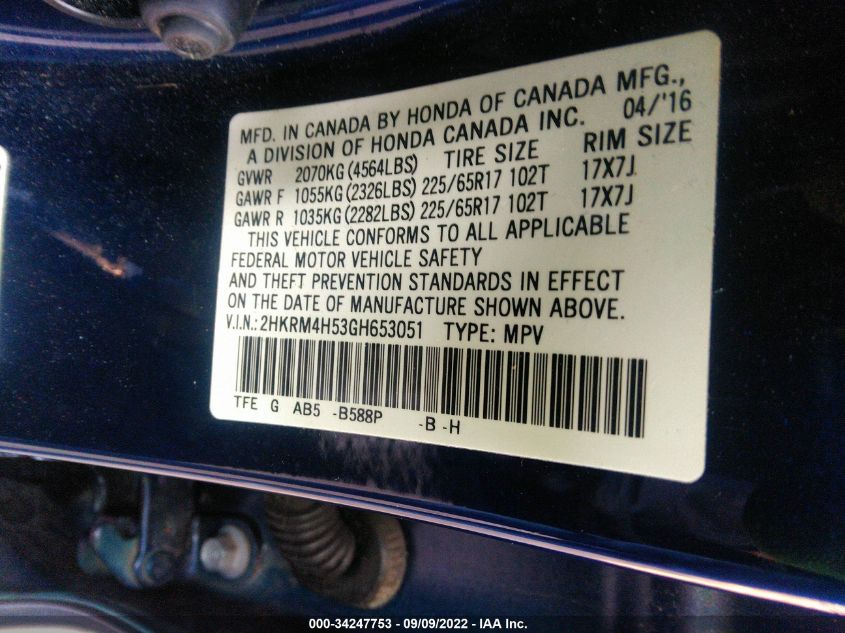 MFD. IN CANADA BY HONDA OF CANADA MFG.,
A DIVISION OF HONDA CANADA INC. 04/'16
GVWR 2070KG (4564LBS) TIRE SIZE RIM SIZE
GAWR F 1055KG (2326LBS) 225/65R17 102T 17X7J
GAWR R 1035KG (2282LBS) 225/65R17 102T 17X7J
THIS VEHICLE CONFORMS TO ALL APPLICABLE
FEDERAL MOTOR VEHICLE SAFETY
AND THEFT PREVENTION STANDARDS IN EFFECT
ON THE DATE OF MANUFACTURE SHOWN ABOVE.
V.I.N.: 2HKRM4H53GH653051 TYPE: MPV
TFE G AB5 -B588P -B -H
000-34247753 - 09/09/2022 - IAA Inc.